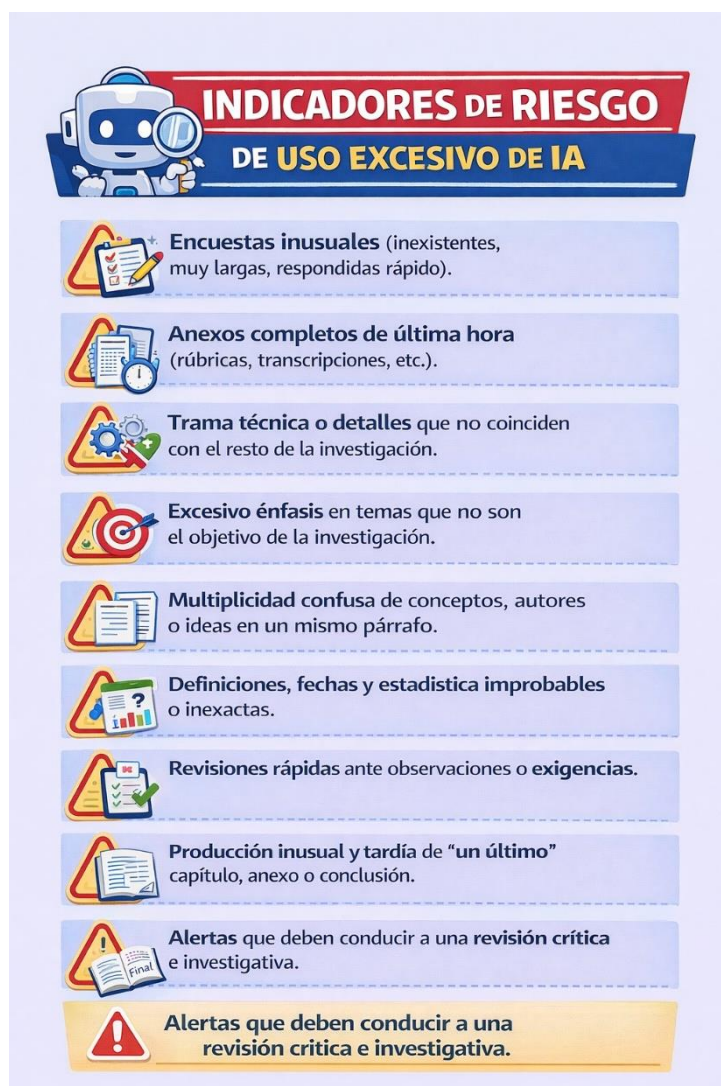 INDICADORES DE RIESGO
DE USO EXCESIVO DE IA
Encuestas inusuales (inexistentes,
muy largas, respondidas rápido).
Anexos completos de última hora
(rúbricas, transcripciones, etc.).
Trama técnica o detalles que no coinciden
con el resto de la investigación.
Excesivo énfasis en temas que no son
el objetivo de la investigación.
Multiplicidad confusa de conceptos, autores
o ideas en un mismo párrafo.
Definiciones, fechas y estadistica improbables
o inexactas.
Revisiones rápidas ante observaciones o exigencias.
Producción inusual y tardía de “un último”
capítulo, anexo o conclusión.
Final
Alertas que deben conducir a una revisión crítica
e investigativa.
Alertas que deben conducir a una
revisión critica e investigativa.